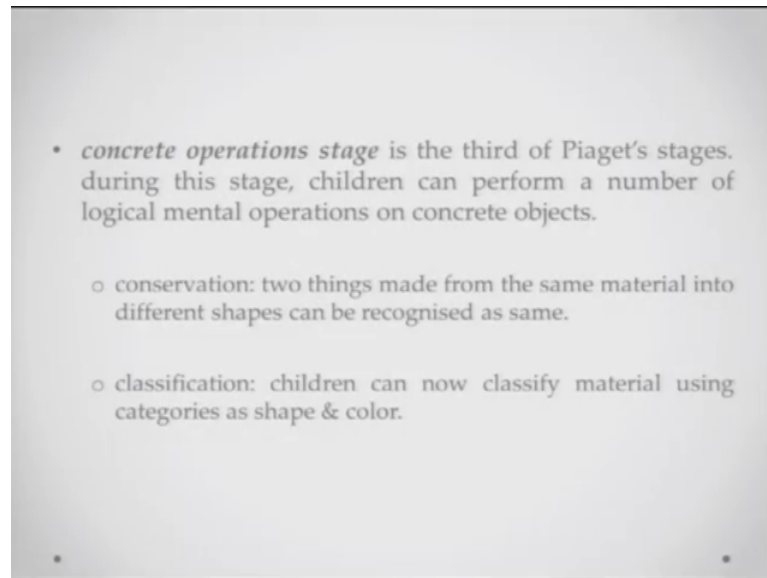 • concrete operations stage is the third of Piaget's stages.
during this stage, children can perform a number of
logical mental operations on concrete objects.
o conservation: two things made from the same material into
different shapes can be recognised as same.
o classification: children can now classify material using
categories as shape & color.